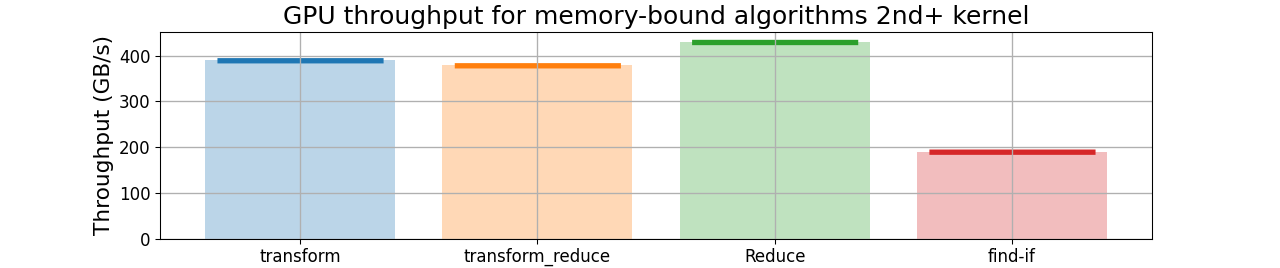 GPU throughput for memory-bound algorithms 2nd+ kernel
Throughput (GB/s)
400
300
200
100
0
transform
transform_reduce
Reduce
find-if